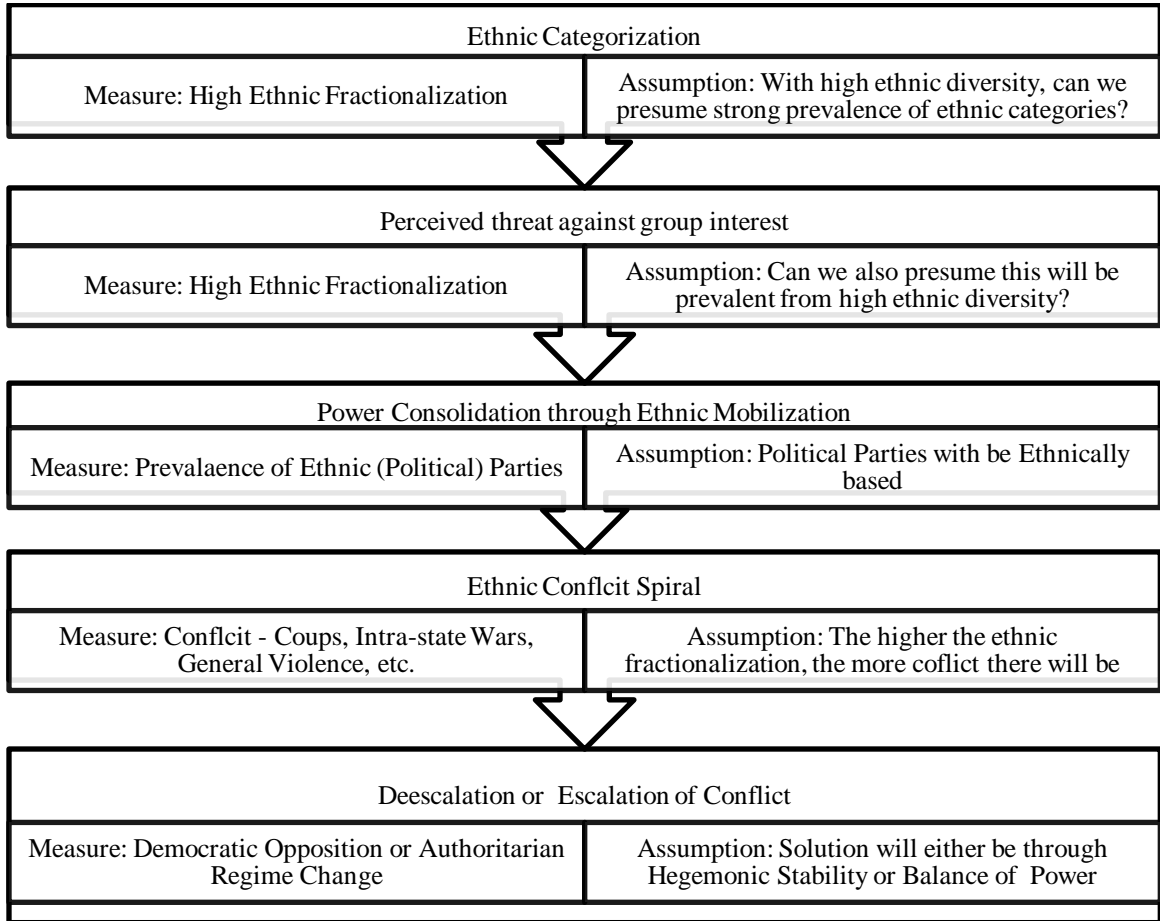 Ethnic Categorization
Measure: High Ethnic Fractionalization
Assumption: With high ethnic diversity, can we
presume strong prevalence of ethnic categories?
Perceived threat against group interest
Measure: High Ethnic Fractionalization
Assumption: Can we also presume this will be
prevalent from high ethnic diversity?
Power Consolidation through Ethnic Mobilization
Measure: Prevalaence of Ethnic (Political) Parties
Assumption: Political Parties with be Ethnically
based
Ethnic Conflcit Spiral
Measure: Conflcit - Coups, Intra-state Wars,
General Violence, etc.
Assumption: The higher the ethnic
fractionalization, the more coflict there will be
Deescalation or Escalation of Conflict
Measure: Democratic Opposition or Authoritarian
Regime Change
Assumption: Solution will either be through
Hegemonic Stability or Balance of Power